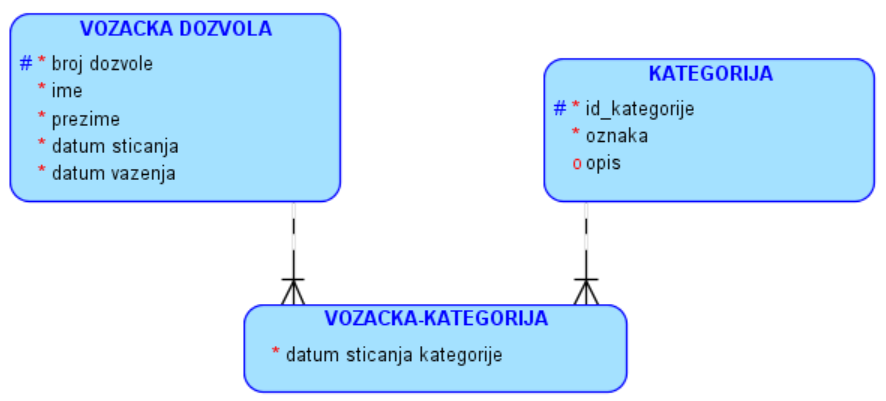 VOZACKA DOZVOLA
# * broj dozvole
* ime
* prezime
* datum sticanja
* datum vazenja
KATEGORIJA
# * id_kategorije
* oznaka
o opis
VOZACKA-KATEGORIJA
* datum sticanja kategorije